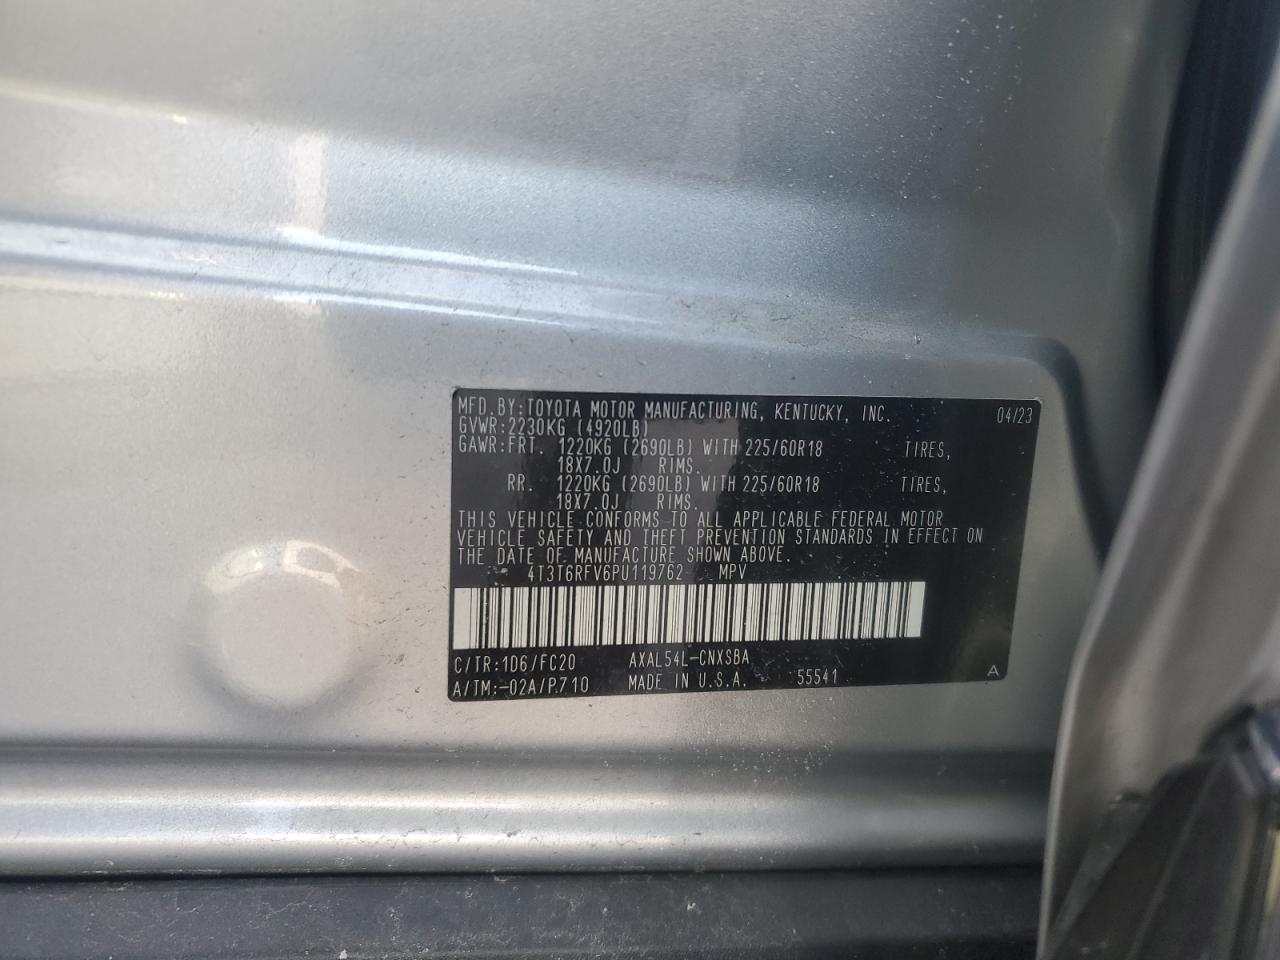 MFD.BY:TOYOTA MOTOR MANUFACTURING, KENTUCKY, INC. 04/23
GVWR:2230KG (4920LB)
GAWR:FRT. 1220KG (2690LB) WITH 225/60R18 TIRES,
18X7.0J RIMS.
RR. 1220KG (2690LB) WITH 225/60R18 TIRES,
18X7.0J RIMS.
THIS VEHICLE CONFORMS TO ALL APPLICABLE FEDERAL MOTOR
VEHICLE SAFETY AND THEFT PREVENTION STANDARDS IN EFFECT ON
THE DATE OF MANUFACTURE SHOWN ABOVE.
4T3T6RFV6PU119762 MPV
C/TR:1D6/FC20 AXAL54L-CNXSBA
A/TM:-02A/P710 MADE IN U.S.A. 55541 A